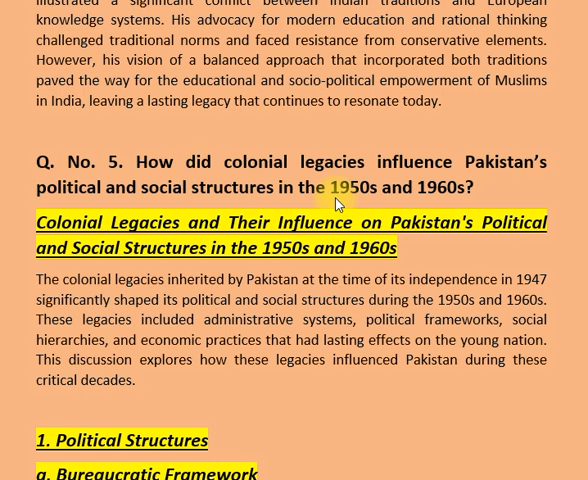 illustrated a significant conflict between Indian traditions and European
knowledge systems. His advocacy for modern education and rational thinking
challenged traditional norms and faced resistance from conservative elements.
However, his vision of a balanced approach that incorporated both traditions
paved the way for the educational and socio-political empowerment of Muslims
in India, leaving a lasting legacy that continues to resonate today.
Q. No. 5. How did colonial legacies influence Pakistan’s
political and social structures in the 1950s and 1960s?
Colonial Legacies and Their Influence on Pakistan's Political
and Social Structures in the 1950s and 1960s
The colonial legacies inherited by Pakistan at the time of its independence in 1947
significantly shaped its political and social structures during the 1950s and 1960s.
These legacies included administrative systems, political frameworks, social
hierarchies, and economic practices that had lasting effects on the young nation.
This discussion explores how these legacies influenced Pakistan during these
critical decades.
1. Political Structures
a. Bureaucratic Framework